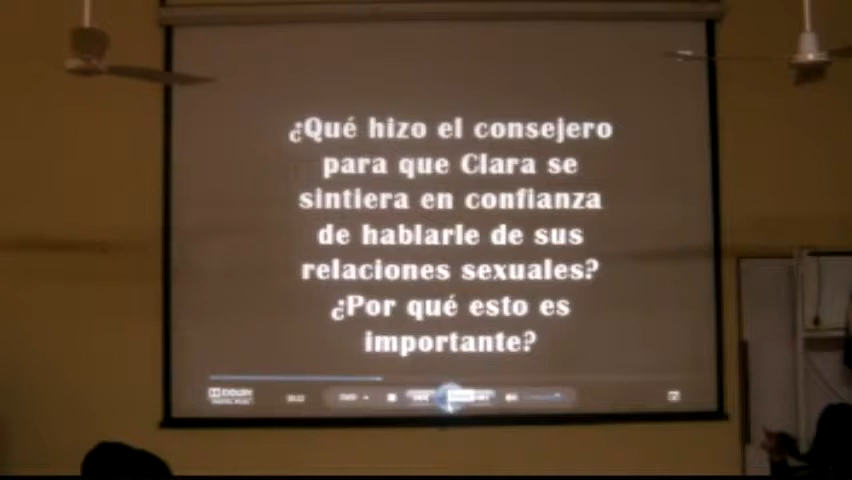 ¿Qué hizo el consejero
para que Clara se
sintiera en confianza
de hablarle de sus
relaciones sexuales?
¿Por qué esto es
importante?
DOLBY